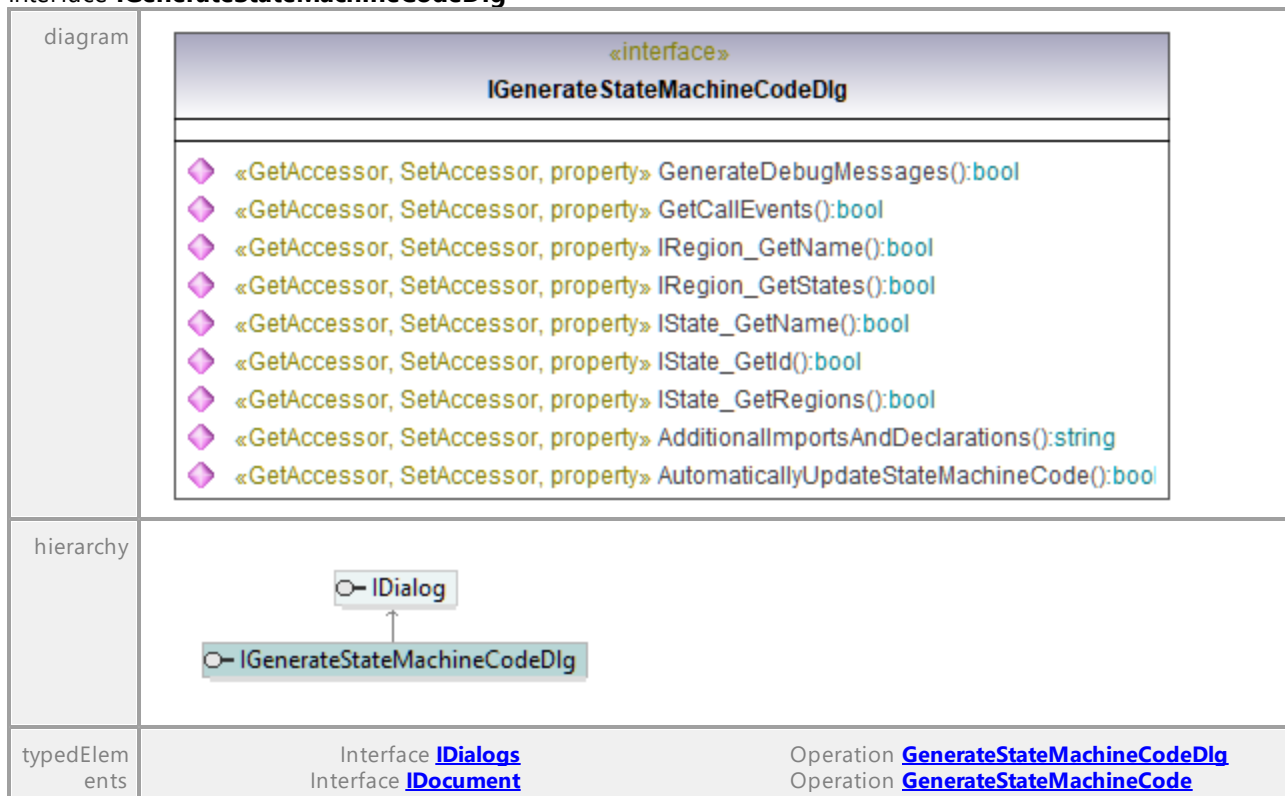 interface IGenerateStateMachineCodeDlg
diagram
«interface»
IGenerateStateMachineCodeDlg
«GetAccessor, SetAccessor, property» GenerateDebugMessages():bool
«GetAccessor, SetAccessor, property» GetCallEvents():bool
«GetAccessor, SetAccessor, property» IRegion_GetName():bool
«GetAccessor, SetAccessor, property» IRegion_GetStates():bool
«GetAccessor, SetAccessor, property» IState_GetName():bool
«GetAccessor, SetAccessor, property» IState_GetId():bool
«GetAccessor, SetAccessor, property» IState_GetRegions():bool
«GetAccessor, SetAccessor, property» AdditionalImportsAndDeclarations():string
«GetAccessor, SetAccessor, property» AutomaticallyUpdateStateMachineCode():bool
hierarchy
IDialog
IGenerateStateMachineCodeDlg
typedElem
ents
Interface IDialogs Operation GenerateStateMachineCodeDlg
Interface IDocument Operation GenerateStateMachineCode